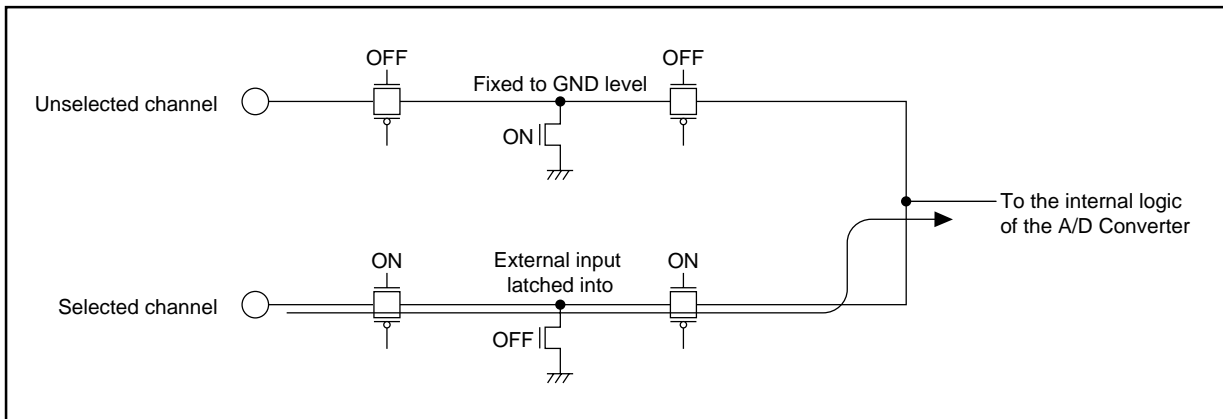 OFF
OFF
Fixed to GND level
Unselected channel
ON
To the internal logic
of the A/D Converter
ON
External input
latched into
ON
Selected channel
OFF